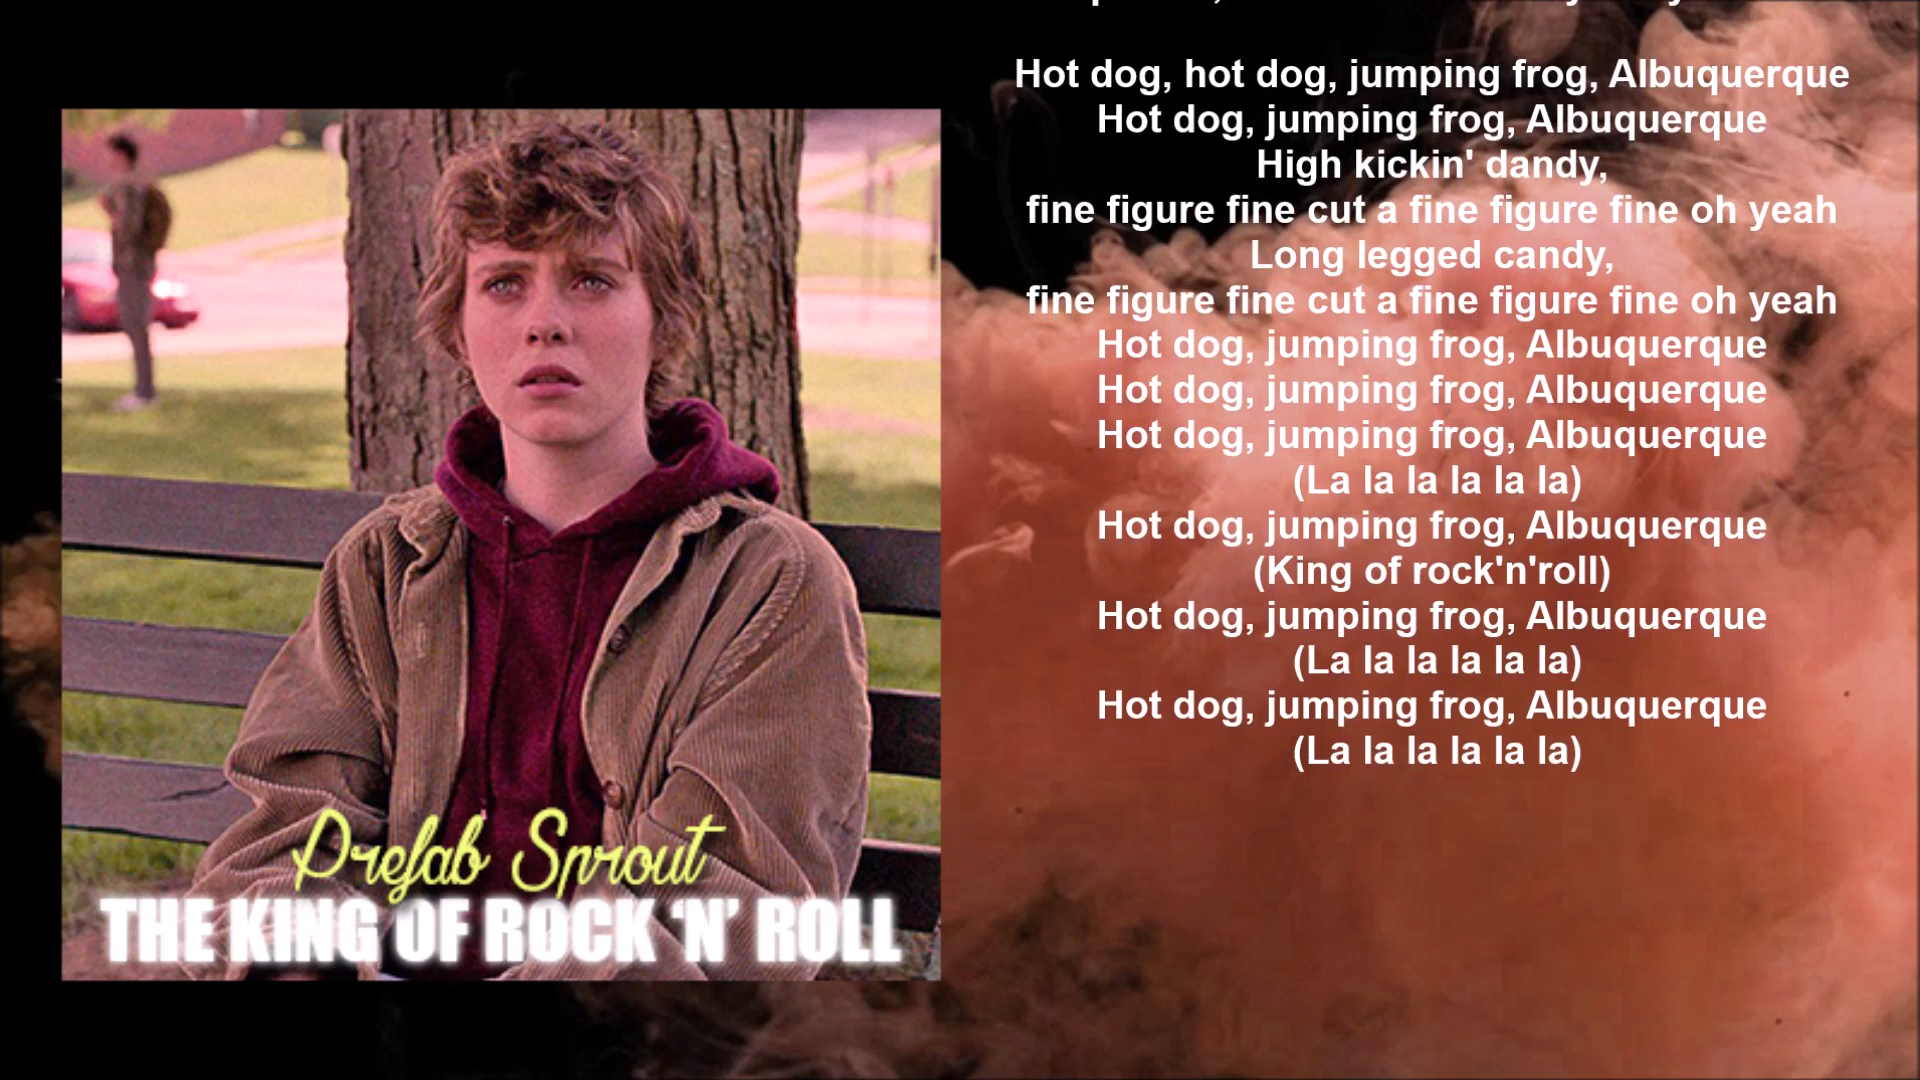 Hot dog, hot dog, jumping frog, Albuquerque
Hot dog, jumping frog, Albuquerque
High kickin' dandy,
fine figure fine cut a fine figure fine oh yeah
Long legged candy,
fine figure fine cut a fine figure fine oh yeah
Hot dog, jumping frog, Albuquerque
Hot dog, jumping frog, Albuquerque
Hot dog, jumping frog, Albuquerque
(La la la la la la)
Hot dog, jumping frog, Albuquerque
(King of rock'n'roll)
Hot dog, jumping frog, Albuquerque
(La la la la la la)
Hot dog, jumping frog, Albuquerque
(La la la la la la)
Prefab Sprout
THE KING OF ROCK ‘N’ ROLL